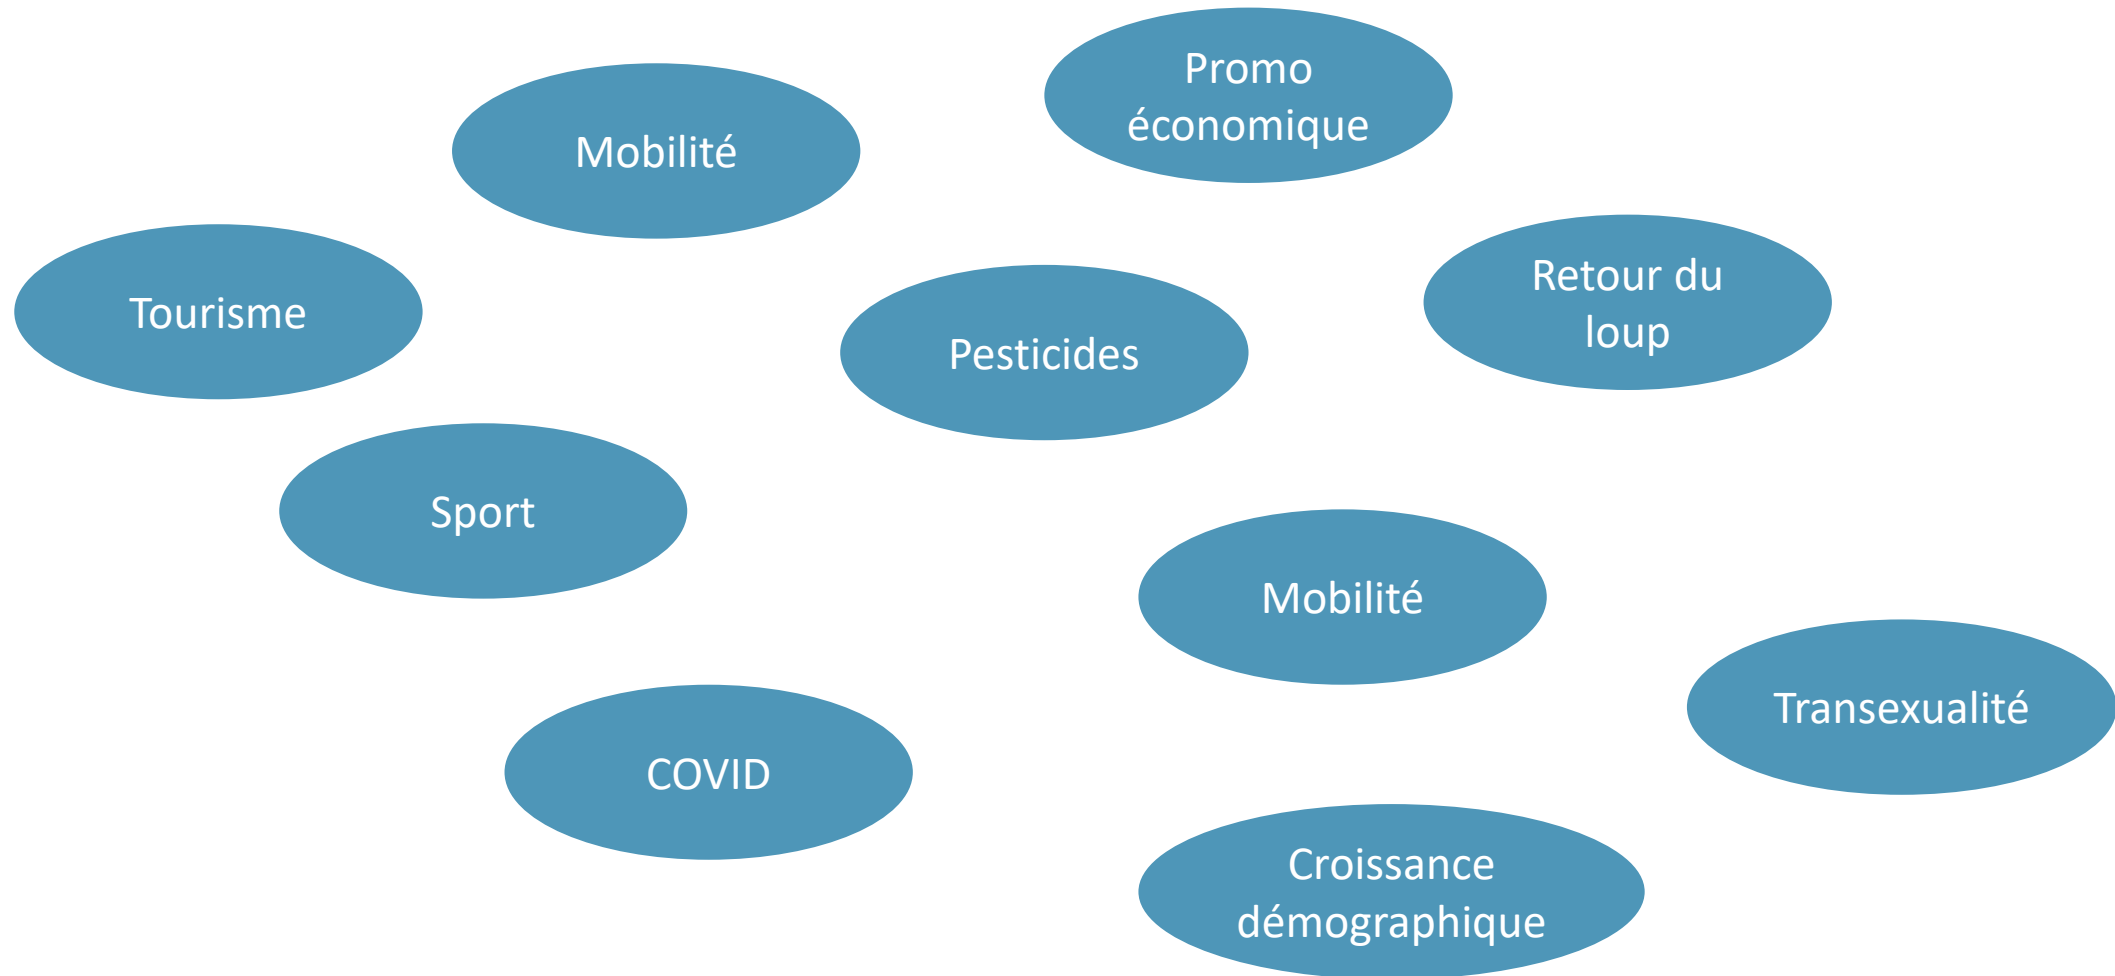 Promo
économique
Mobilité
Retour du
loup
Tourisme
Pesticides
Sport
Mobilité
Transexualité
COVID
Croissance
démographique